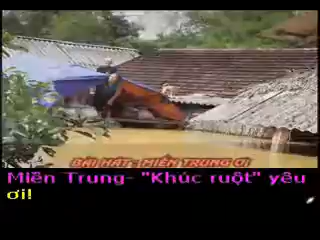 BÀI HÁT: MIỀN TRUNG ƠI
Miền Trung- "Khúc ruột" yêu
ơi!